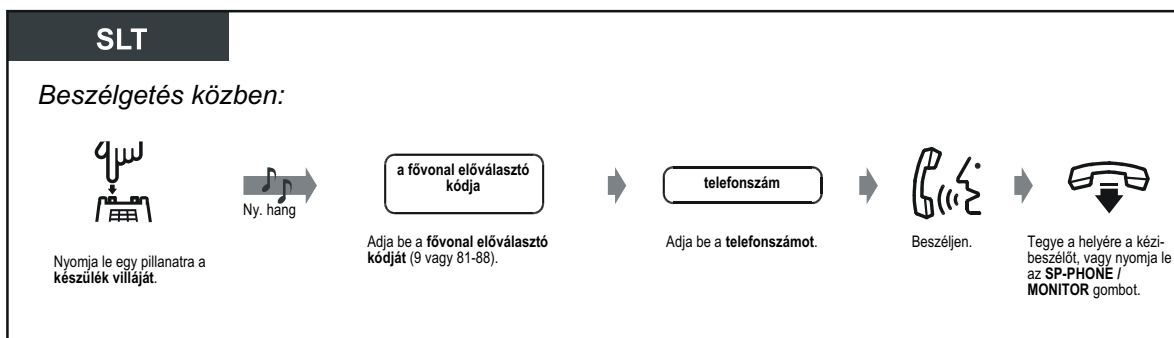 SLT
Beszélgetés közben:
Nyomja le egy pillanatra a
készülék villáját.
Ny. hang
a fővonal előválasztó
kódja
Adja be a fővonal előválasztó
kódját (9 vagy 81-88).
telefonszám
Adja be a telefonszámot.
Beszéljen.
Tegye a helyére a kézi-
beszélőt, vagy nyomja le
az SP-PHONE /
MONITOR gombot.